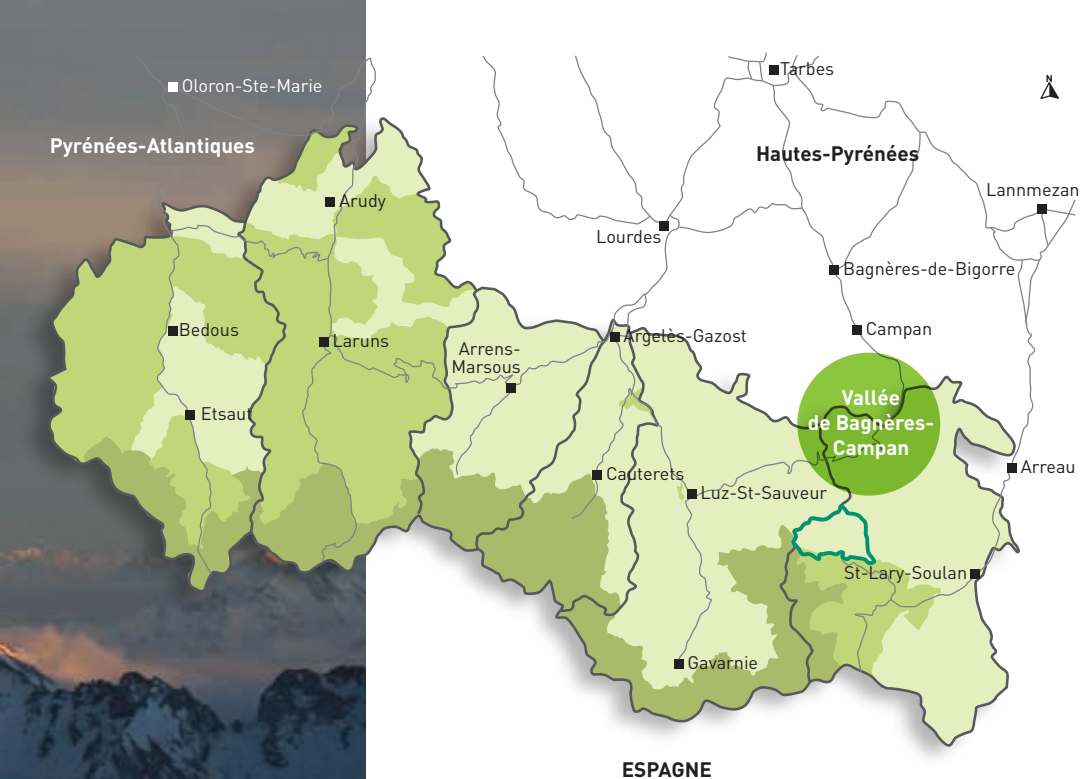 Tarbes
N
Oloron-Ste-Marie
Pyrénées-Atlantiques
Hautes-Pyrénées
Lannmezan
Arudy
Lourdes
Bagnères-de-Bigorre
Bedous
Laruns
Argelès-Gazost
Campan
Arrens-
Marsous
Vallée
de Bagnères-
Campan
Etsaut
Cauterets
Luz-St-Sauveur
Arreau
St-Lary-Soulan
Gavarnie
ESPAGNE